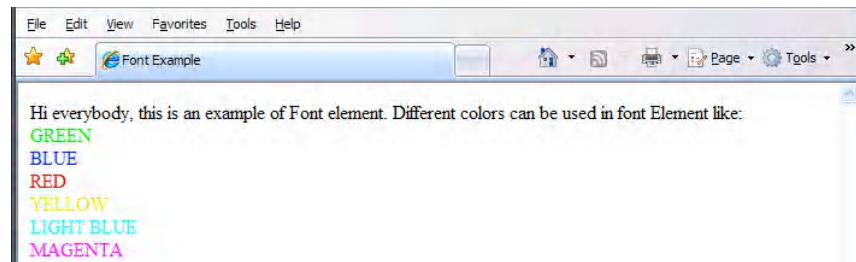 File Edit View Favorites Tools Help
Font Example Page Tools »
Hi everybody, this is an example of Font element. Different colors can be used in font Element like:
GREEN
BLUE
RED
YELLOW
LIGHT BLUE
MAGENTA